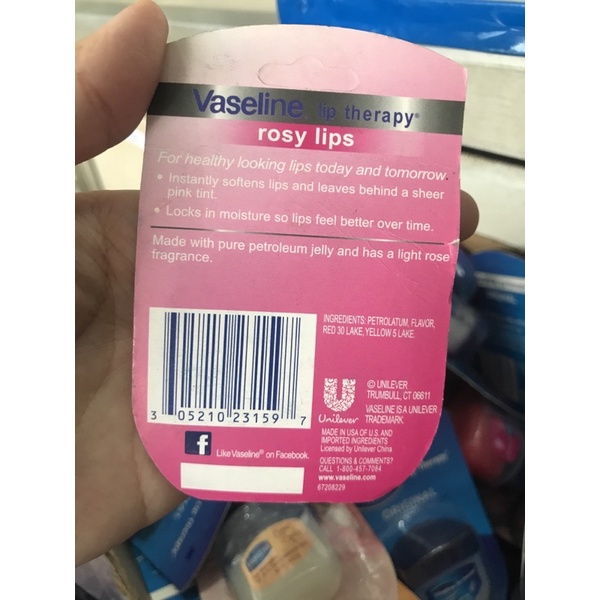 Vaseline lip therapy®
rosy lips
For healthy looking lips today and tomorrow.
• Instantly softens lips and leaves behind a sheer
pink tint.
• Locks in moisture so lips feel better over time.
Made with pure petroleum jelly and has a light rose
fragrance.
INGREDIENTS: PETROLATUM, FLAVOR,
RED 30 LAKE, YELLOW 5 LAKE.
3 05210 23159 7
Unilever
© UNILEVER
TRUMBULL, CT 06611
VASELINE IS A UNILEVER
TRADEMARK.
MADE IN USA OF U.S. AND
IMPORTED INGREDIENTS
Licensed by Unilever China
QUESTIONS & COMMENTS?
CALL 1-800-457-7084
www.vaseline.com
67208229
f
Like Vaseline® on Facebook.